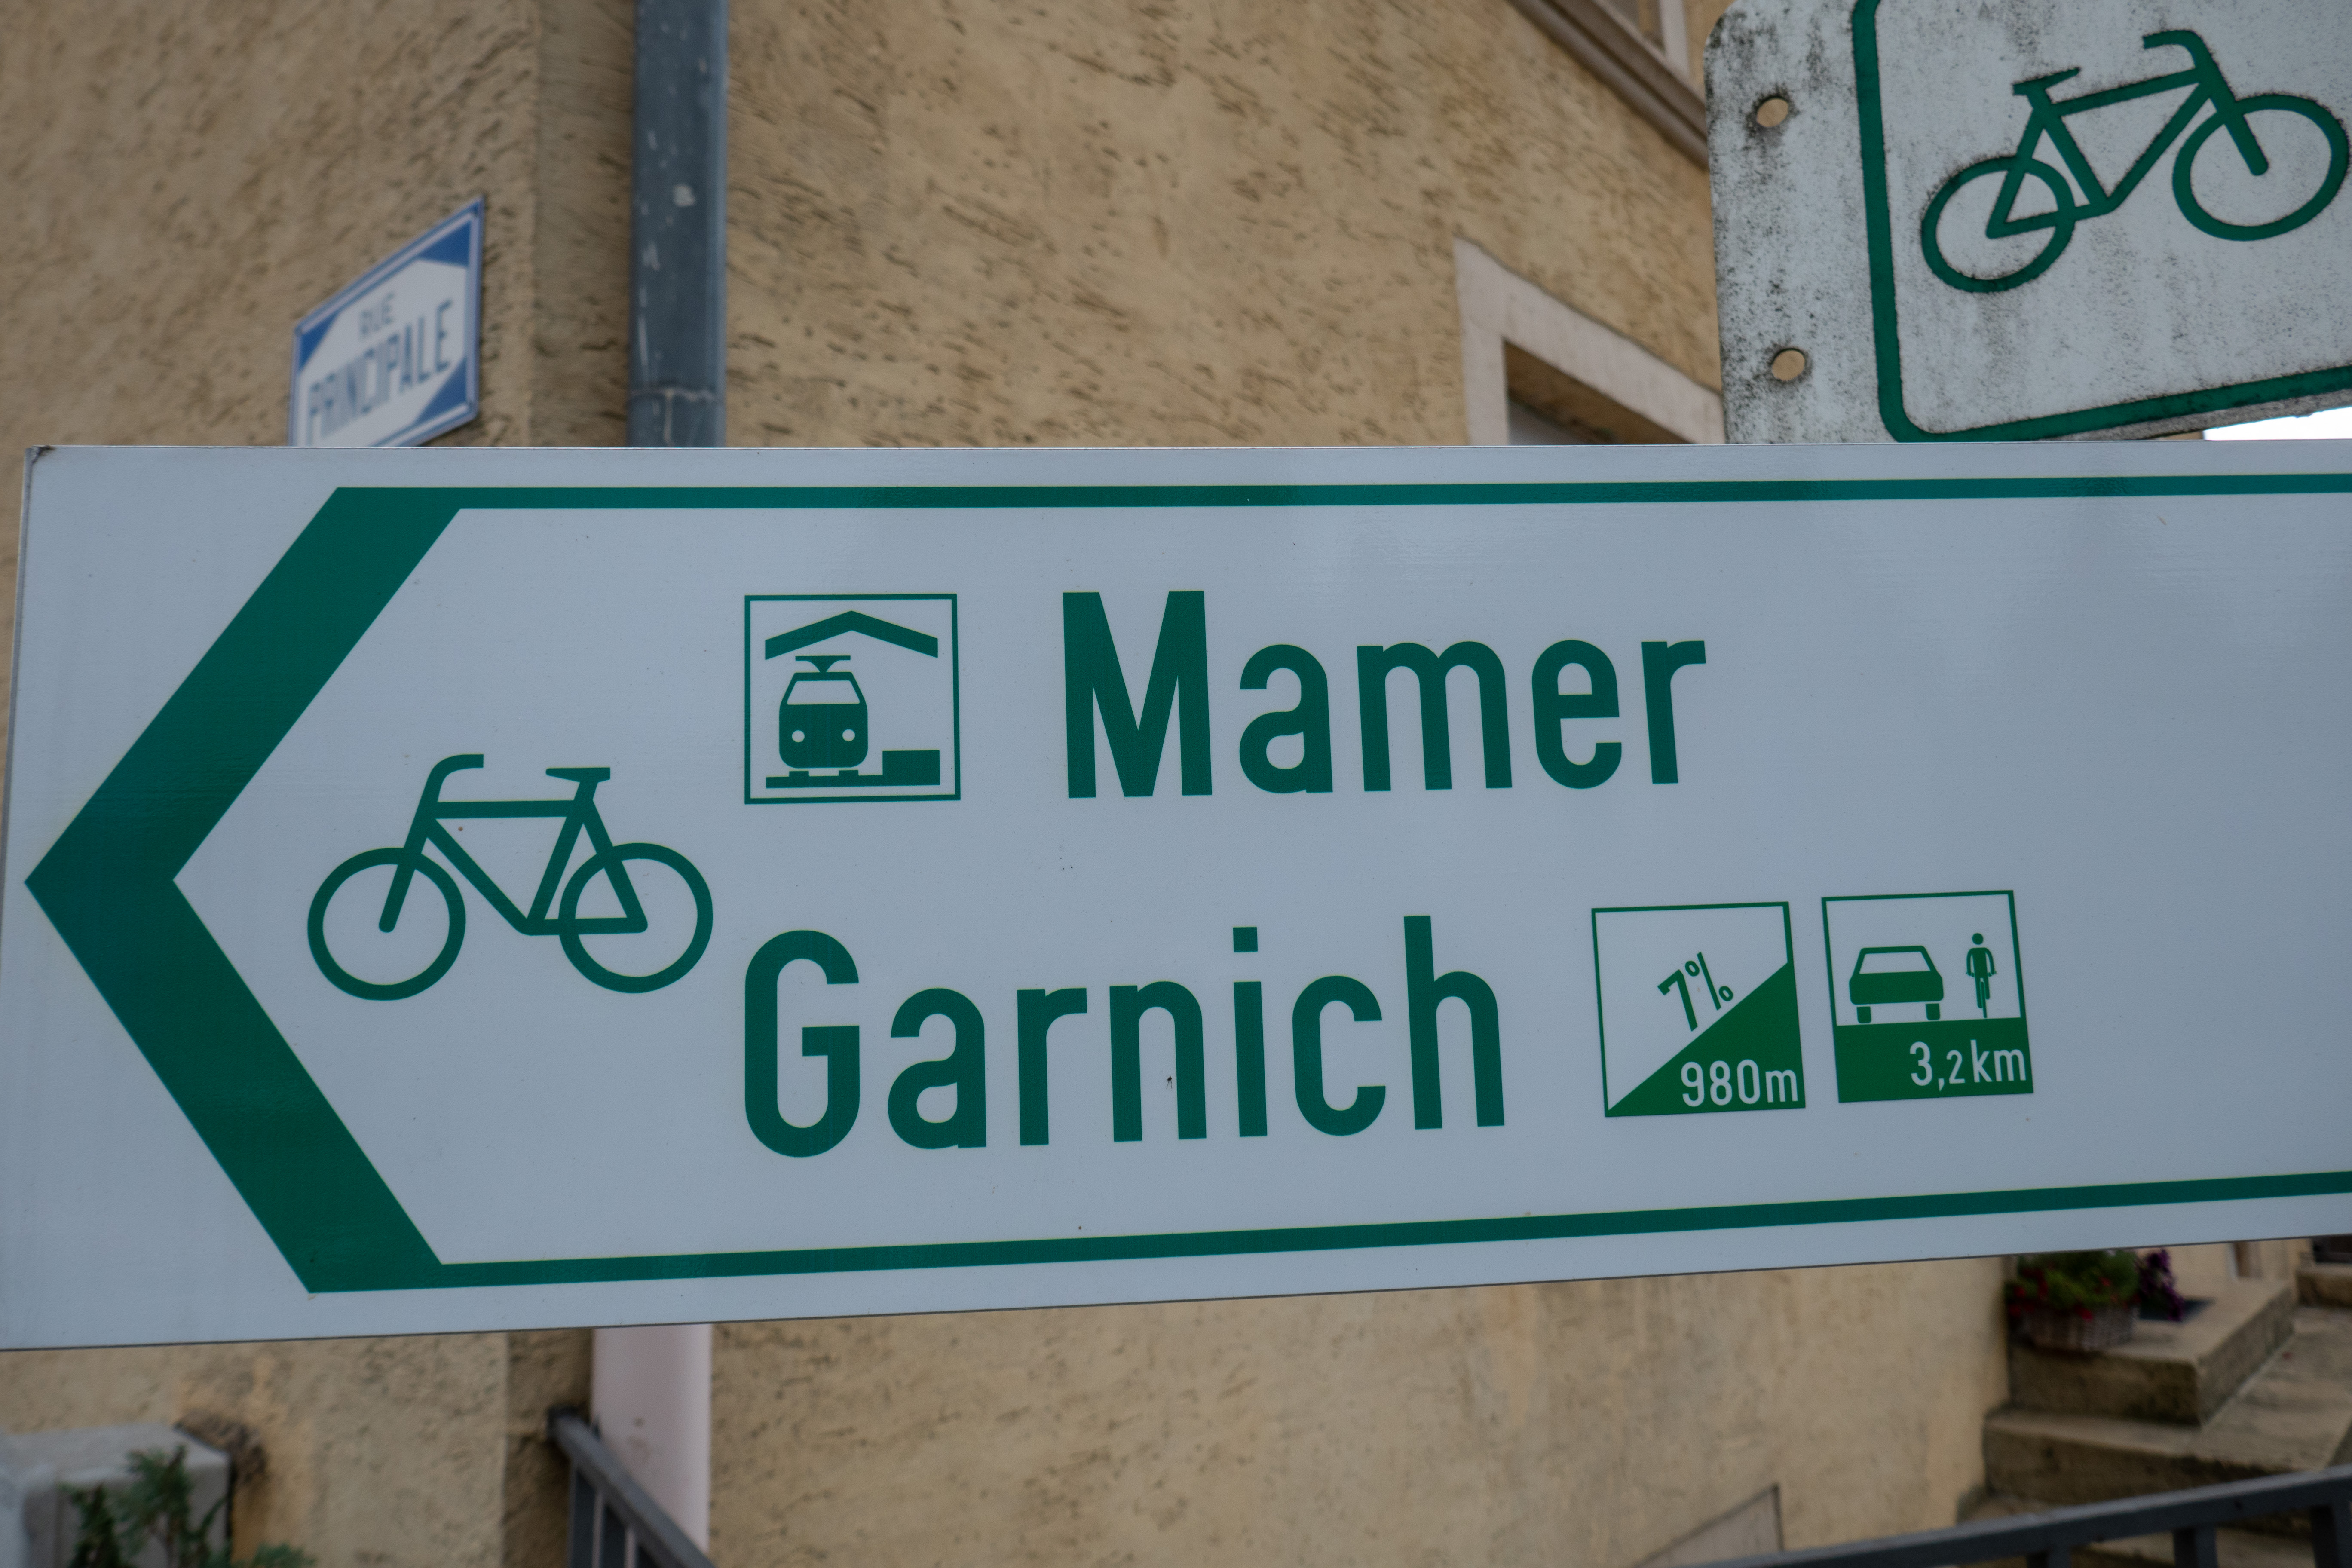 RUE
PRINCIPALE
Mamer
Garnich
7%
980m
3,2km